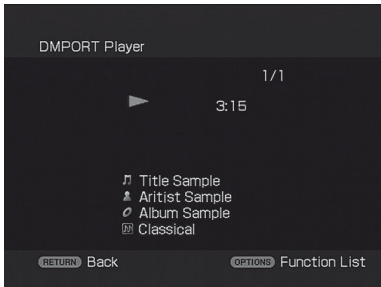 DMPORT Player
1/1
3:15
Title Sample
Aritist Sample
Album Sample
Classical
RETURN Back OPTIONS Function List